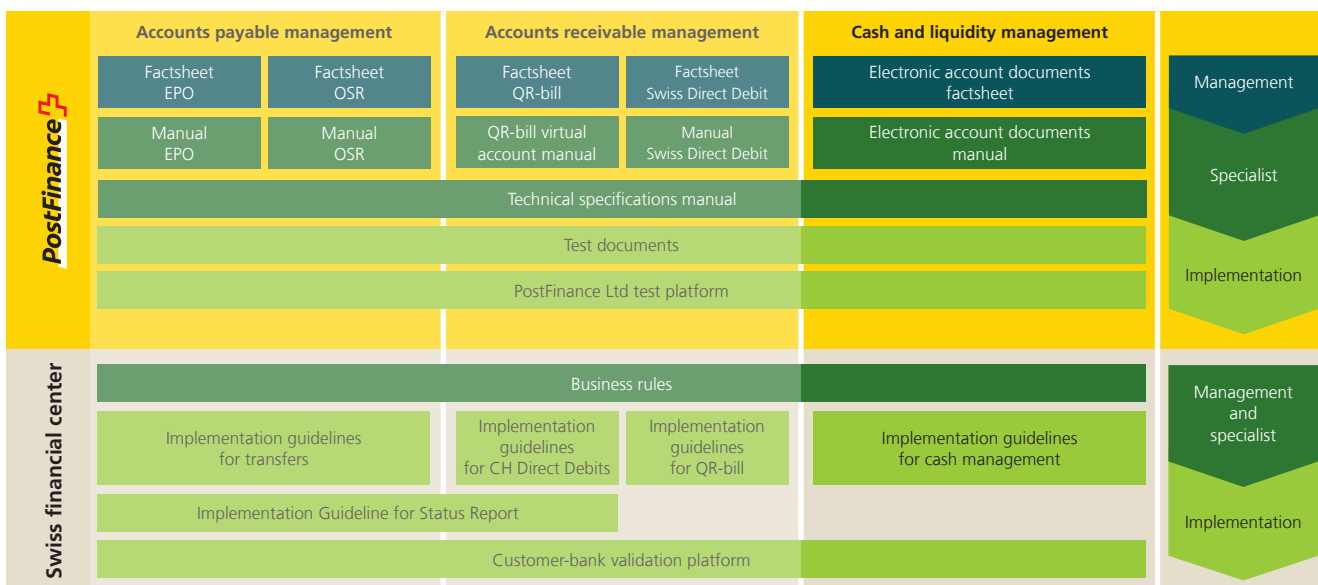 Accounts payable management
Accounts receivable management
Cash and liquidity management
PostFinance
Factsheet
EPO
Factsheet
OSR
Factsheet
QR-bill
Factsheet
Swiss Direct Debit
Electronic account documents
factsheet
Management
Manual
EPO
Manual
OSR
QR-bill virtual
account manual
Manual
Swiss Direct Debit
Electronic account documents
manual
Specialist
Technical specifications manual
Test documents
Implementation
PostFinance Ltd test platform
Swiss financial center
Business rules
Management
and
specialist
Implementation guidelines
for transfers
Implementation
guidelines
for CH Direct Debits
Implementation
guidelines
for QR-bill
Implementation guidelines
for cash management
Implementation Guideline for Status Report
Implementation
Customer-bank validation platform